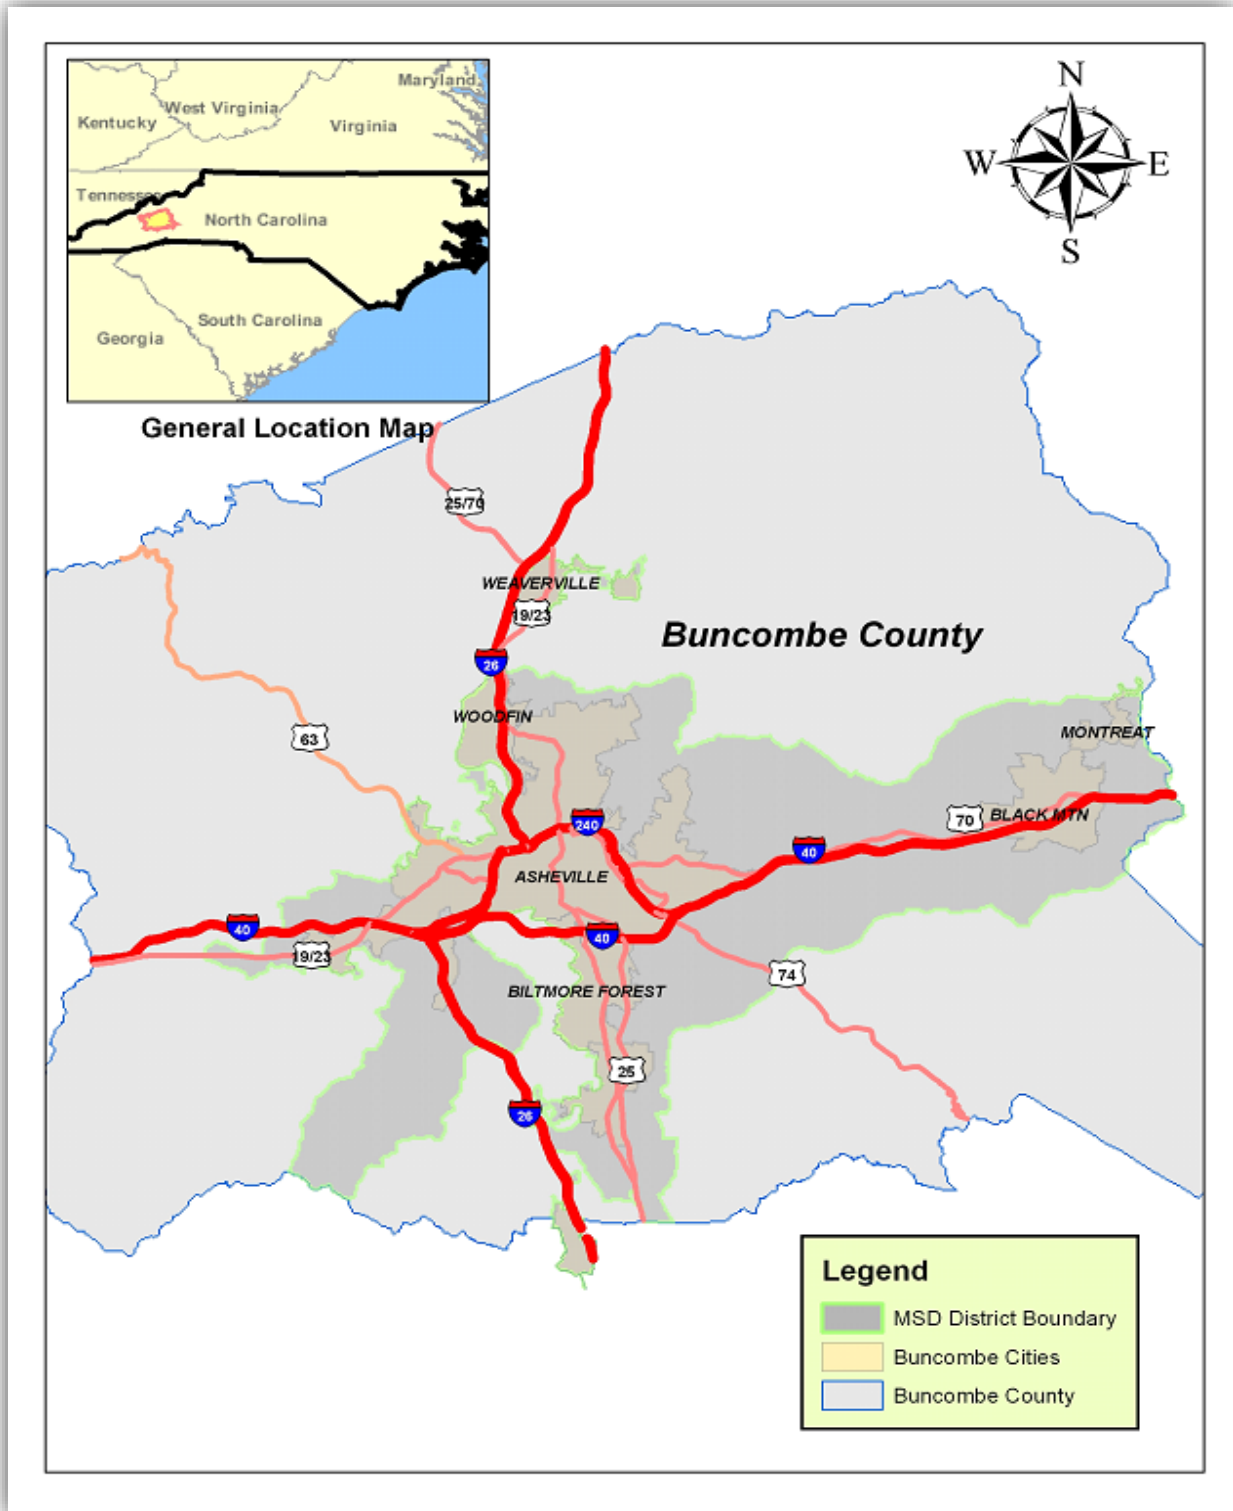 Maryland
West Virginia
Kentucky
Virginia
Tennessee
North Carolina
South Carolina
Georgia
General Location Map
N
W
E
S
25/70
WEAVERVILLE
19/23
Buncombe County
26
WOODFIN
MONTREAT
63
240
70
BLACK MTN
40
ASHEVILLE
40
40
19/23
74
BILTMORE FOREST
25
26
Legend
MSD District Boundary
Buncombe Cities
Buncombe County